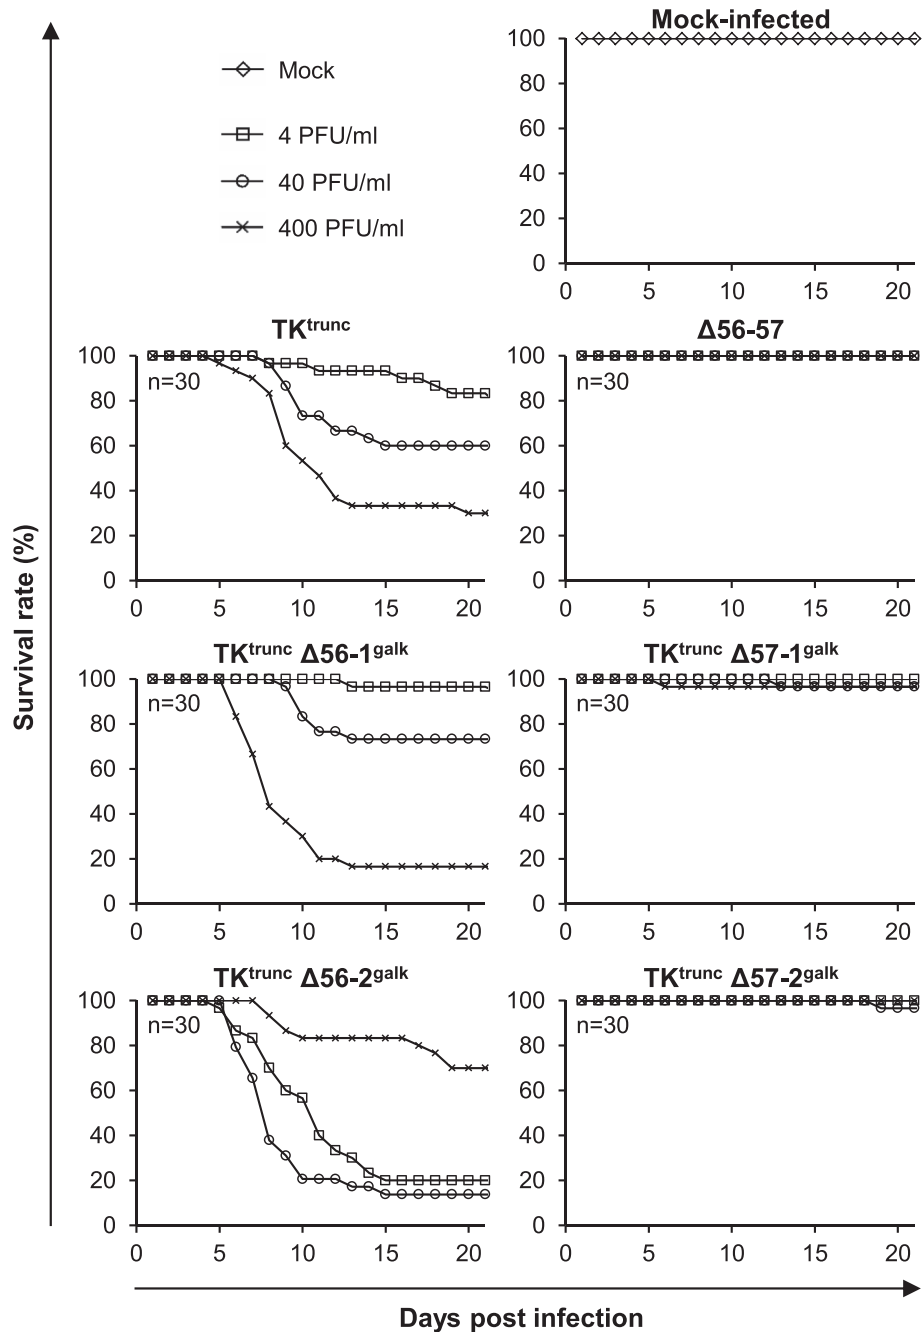 Mock-infected
Mock
4 PFU/ml
40 PFU/ml
400 PFU/ml
100
80
60
40
20
0
0 5 10 15 20
TKtrunc
n=30
100
80
60
40
20
0
0 5 10 15 20
Δ56-57
n=30
100
80
60
40
20
0
0 5 10 15 20
TKtrunc Δ56-1galk
n=30
100
80
60
40
20
0
0 5 10 15 20
TKtrunc Δ57-1galk
n=30
100
80
60
40
20
0
0 5 10 15 20
TKtrunc Δ56-2galk
n=30
100
80
60
40
20
0
0 5 10 15 20
TKtrunc Δ57-2galk
n=30
100
80
60
40
20
0
0 5 10 15 20
Survival rate (%)
Days post infection